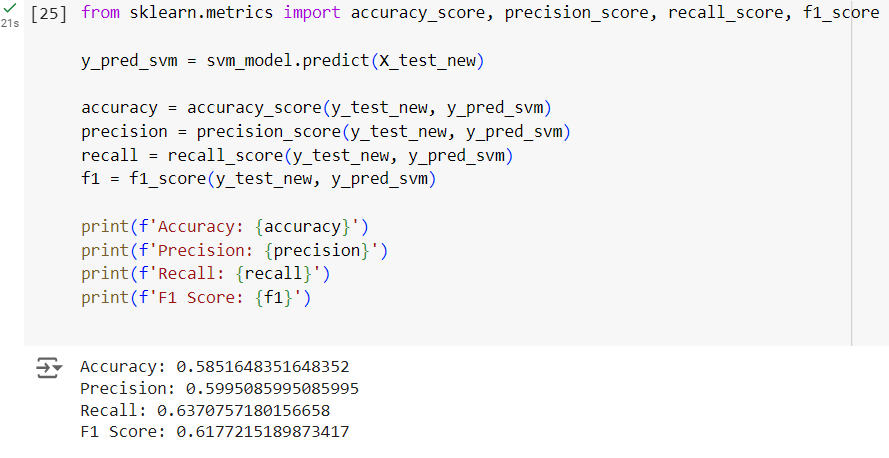 21s
[25] from sklearn.metrics import accuracy_score, precision_score, recall_score, f1_score
y_pred_svm = svm_model.predict(X_test_new)
accuracy = accuracy_score(y_test_new, y_pred_svm)
precision = precision_score(y_test_new, y_pred_svm)
recall = recall_score(y_test_new, y_pred_svm)
f1 = f1_score(y_test_new, y_pred_svm)
print(f'Accuracy: {accuracy}')
print(f'Precision: {precision}')
print(f'Recall: {recall}')
print(f'F1 Score: {f1}')
Accuracy: 0.5851648351648352
Precision: 0.5995085995085995
Recall: 0.6370757180156658
F1 Score: 0.6177215189873417